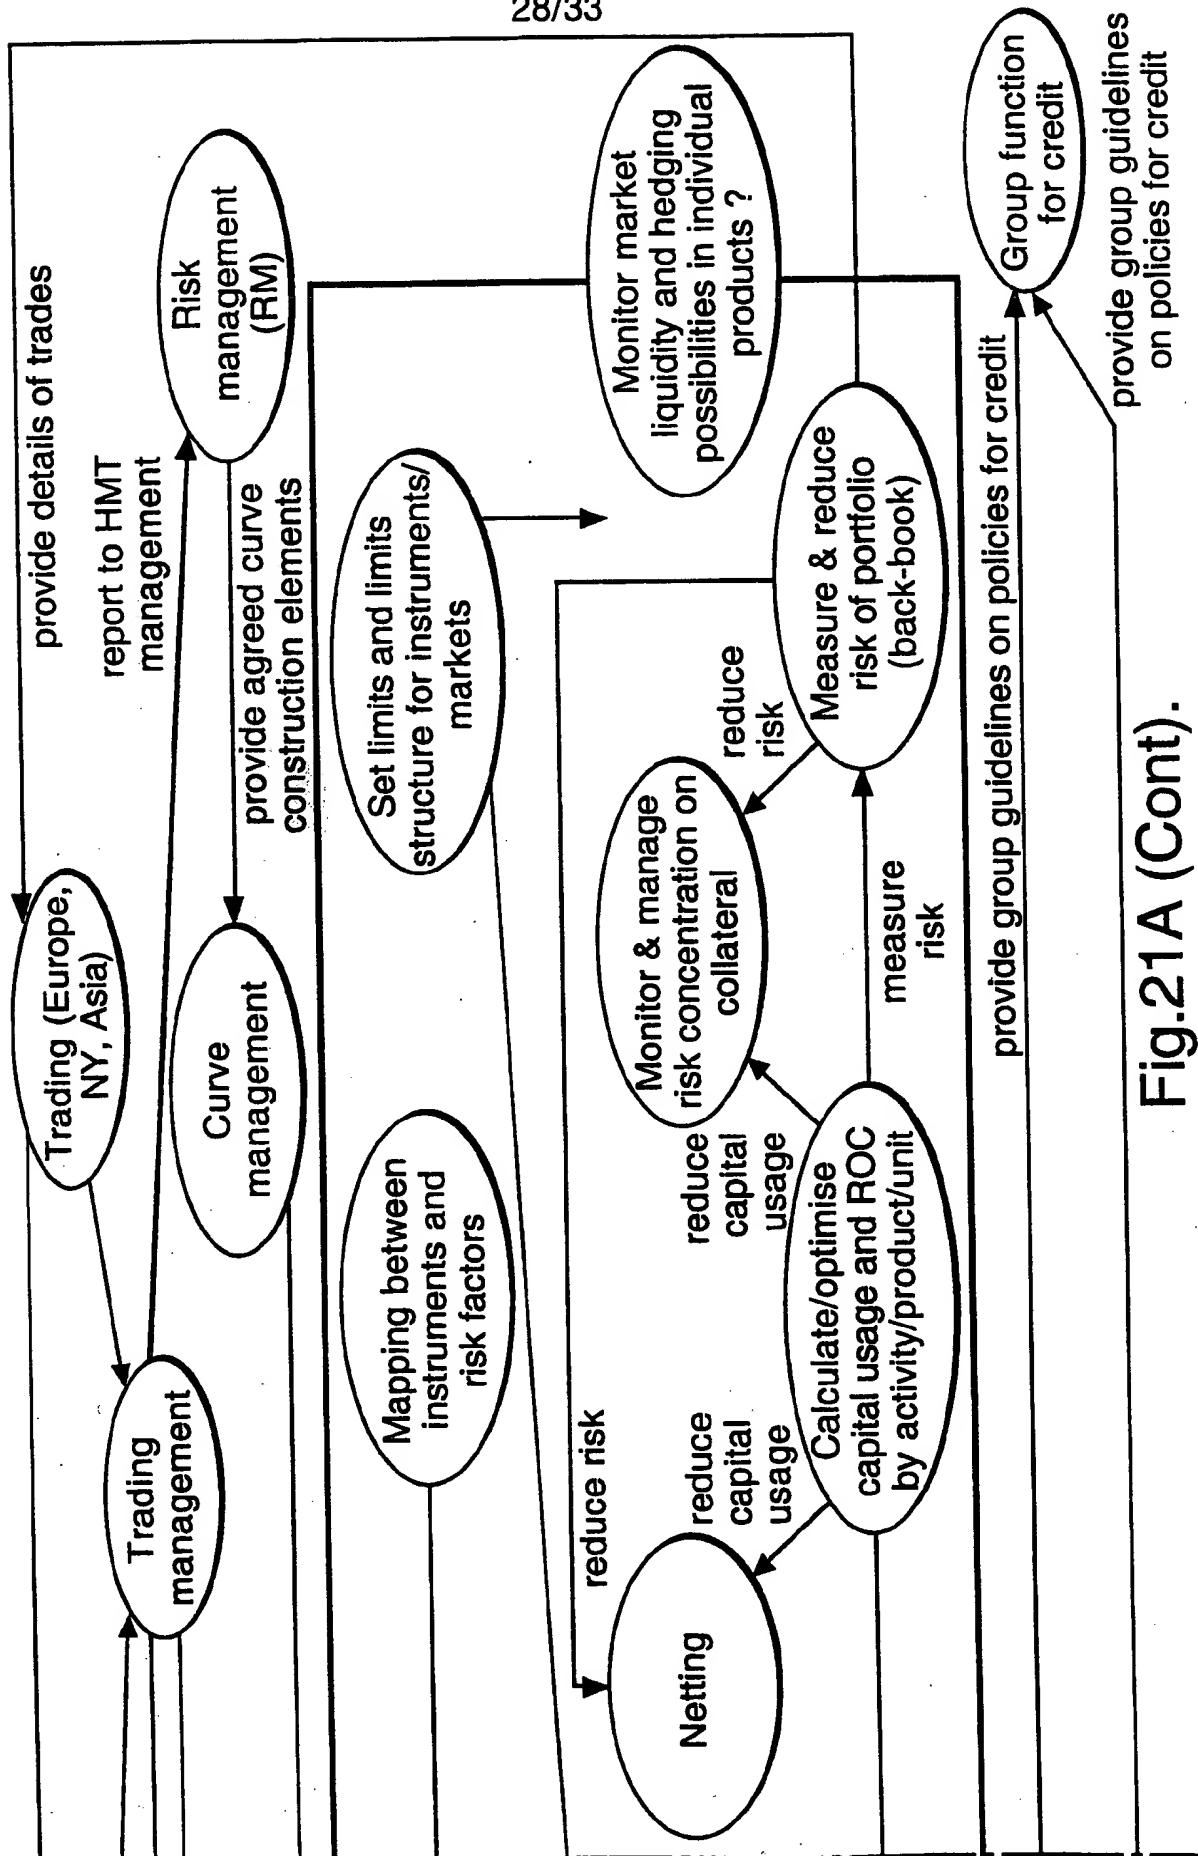 28/33
provide details of trades
Trading (Europe,
NY, Asia)
report to HMT
management
Risk
management
(RM)
Trading
management
Curve
management
provide agreed curve
construction elements
Mapping between
instruments and
risk factors
Set limits and limits
structure for instruments/
markets
Monitor market
liquidity and hedging
possibilities in individual
products ?
reduce risk
Netting
reduce
capital
usage
reduce
capital
usage
Monitor & manage
risk concentration on
collateral
reduce
risk
Calculate/optimise
capital usage and ROC
by activity/product/unit
measure
risk
Measure & reduce
risk of portfolio
(back-book)
provide group guidelines on policies for credit
Group function
for credit
provide group guidelines
on policies for credit
Fig.21A (Cont).